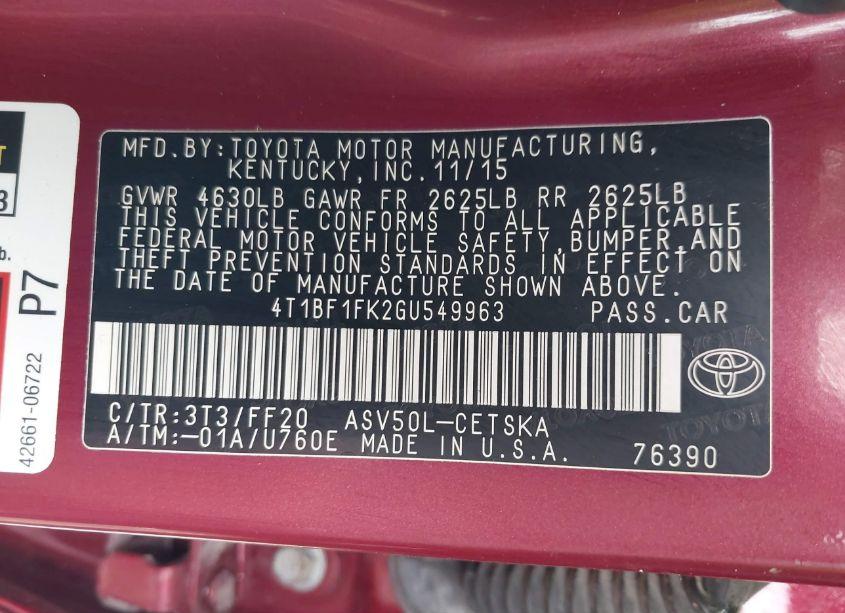 MFD.BY:TOYOTA MOTOR MANUFACTURING,
KENTUCKY,INC.11/15
GVWR 4630LB GAWR FR 2625LB RR 2625LB
THIS VEHICLE CONFORMS TO ALL APPLICABLE
FEDERAL MOTOR VEHICLE SAFETY,BUMPER,AND
THEFT PREVENTION STANDARDS IN EFFECT ON
THE DATE OF MANUFACTURE SHOWN ABOVE.
4T1BF1FK2GU549963 PASS.CAR
C/TR:3T3/FF20 ASV50L-CETSKA
A/TM:-01A/U760E MADE IN U.S.A. 76390
TOYOTA
P7
42661-06722
3
b.